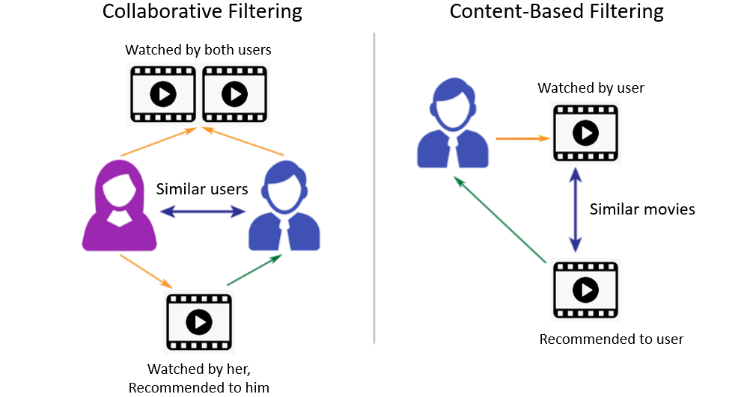 Collaborative Filtering
Watched by both users
Similar users
Watched by her,
Recommended to him
Content-Based Filtering
Watched by user
Similar movies
Recommended to user